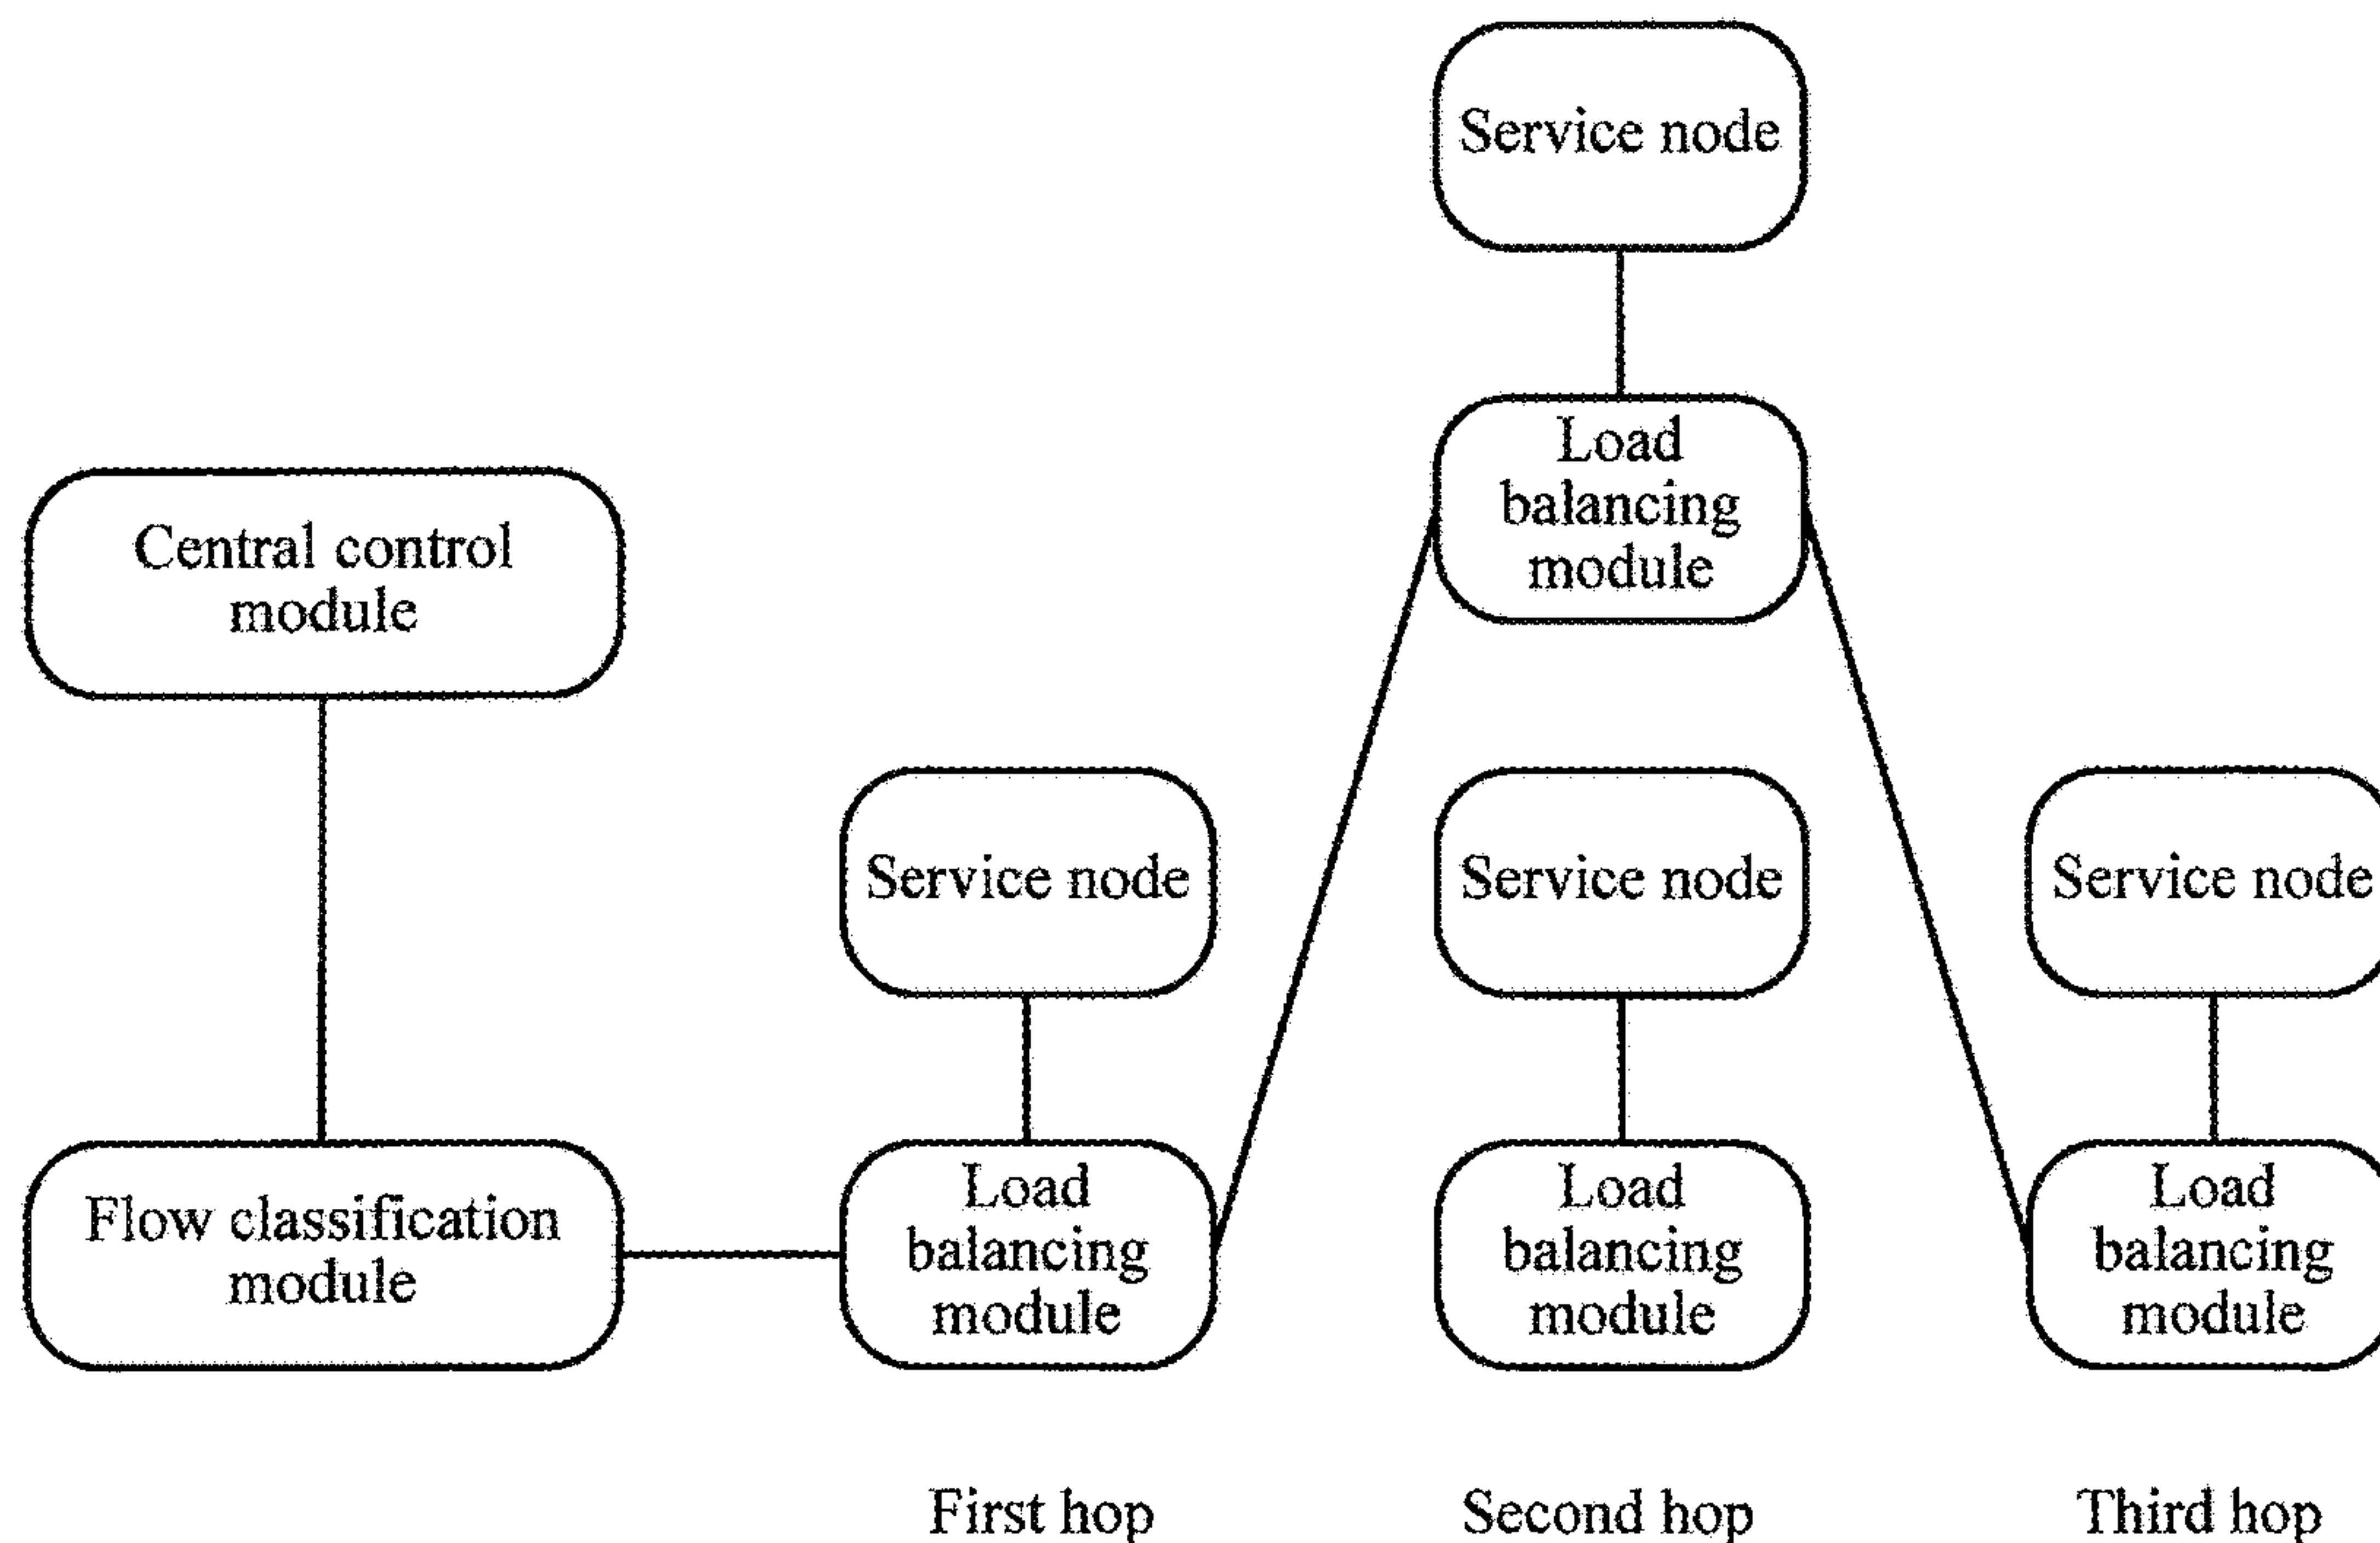 Service node
Load
balancing
module
Central control
module
Service node
Service node
Service node
Flow classification
module
Load
balancing
module
Load
balancing
module
Load
balancing
module
First hop
Second hop
Third hop